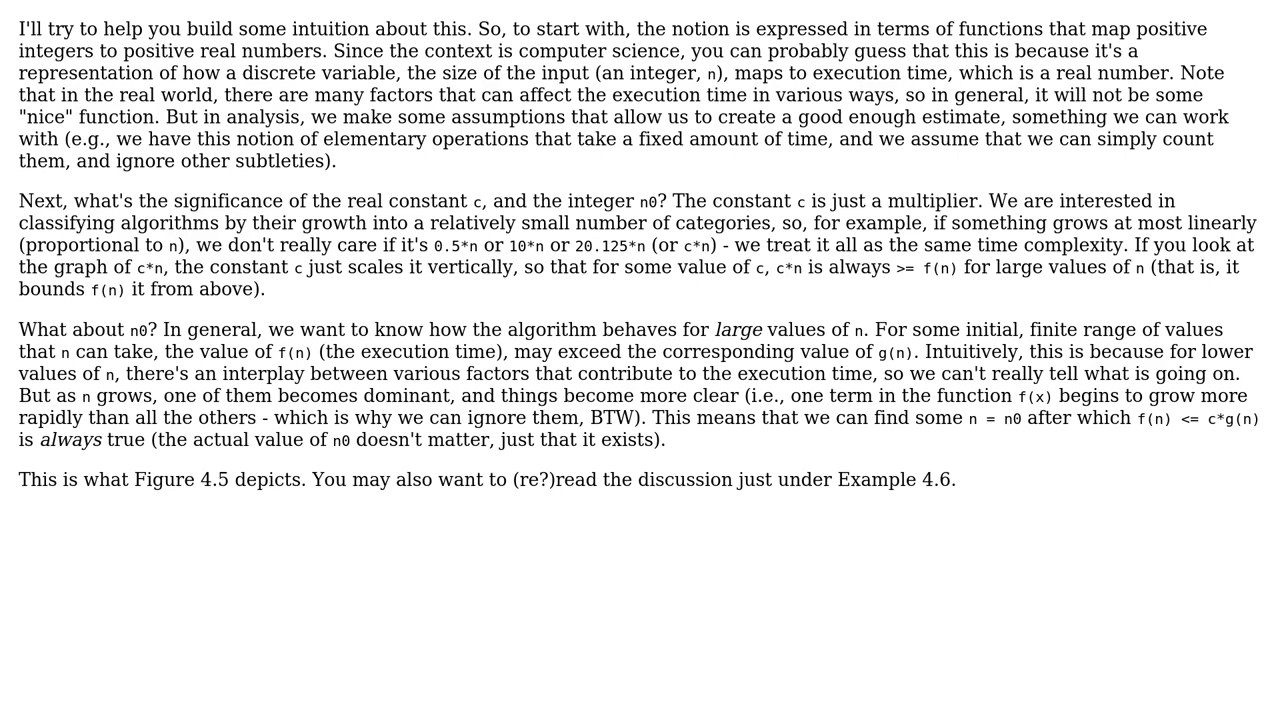 I'll try to help you build some intuition about this. So, to start with, the notion is expressed in terms of functions that map positive
integers to positive real numbers. Since the context is computer science, you can probably guess that this is because it's a
representation of how a discrete variable, the size of the input (an integer, n), maps to execution time, which is a real number. Note
that in the real world, there are many factors that can affect the execution time in various ways, so in general, it will not be some
"nice" function. But in analysis, we make some assumptions that allow us to create a good enough estimate, something we can work
with (e.g., we have this notion of elementary operations that take a fixed amount of time, and we assume that we can simply count
them, and ignore other subtleties).
Next, what's the significance of the real constant c, and the integer n0? The constant c is just a multiplier. We are interested in
classifying algorithms by their growth into a relatively small number of categories, so, for example, if something grows at most linearly
(proportional to n), we don't really care if it's 0.5*n or 10*n or 20.125*n (or c*n) - we treat it all as the same time complexity. If you look at
the graph of c*n, the constant c just scales it vertically, so that for some value of c, c*n is always >= f(n) for large values of n (that is, it
bounds f(n) it from above).
What about n0? In general, we want to know how the algorithm behaves for large values of n. For some initial, finite range of values
that n can take, the value of f(n) (the execution time), may exceed the corresponding value of g(n). Intuitively, this is because for lower
values of n, there's an interplay between various factors that contribute to the execution time, so we can't really tell what is going on.
But as n grows, one of them becomes dominant, and things become more clear (i.e., one term in the function f(x) begins to grow more
rapidly than all the others - which is why we can ignore them, BTW). This means that we can find some n = n0 after which f(n) <= c*g(n)
is always true (the actual value of n0 doesn't matter, just that it exists).
This is what Figure 4.5 depicts. You may also want to (re?)read the discussion just under Example 4.6.